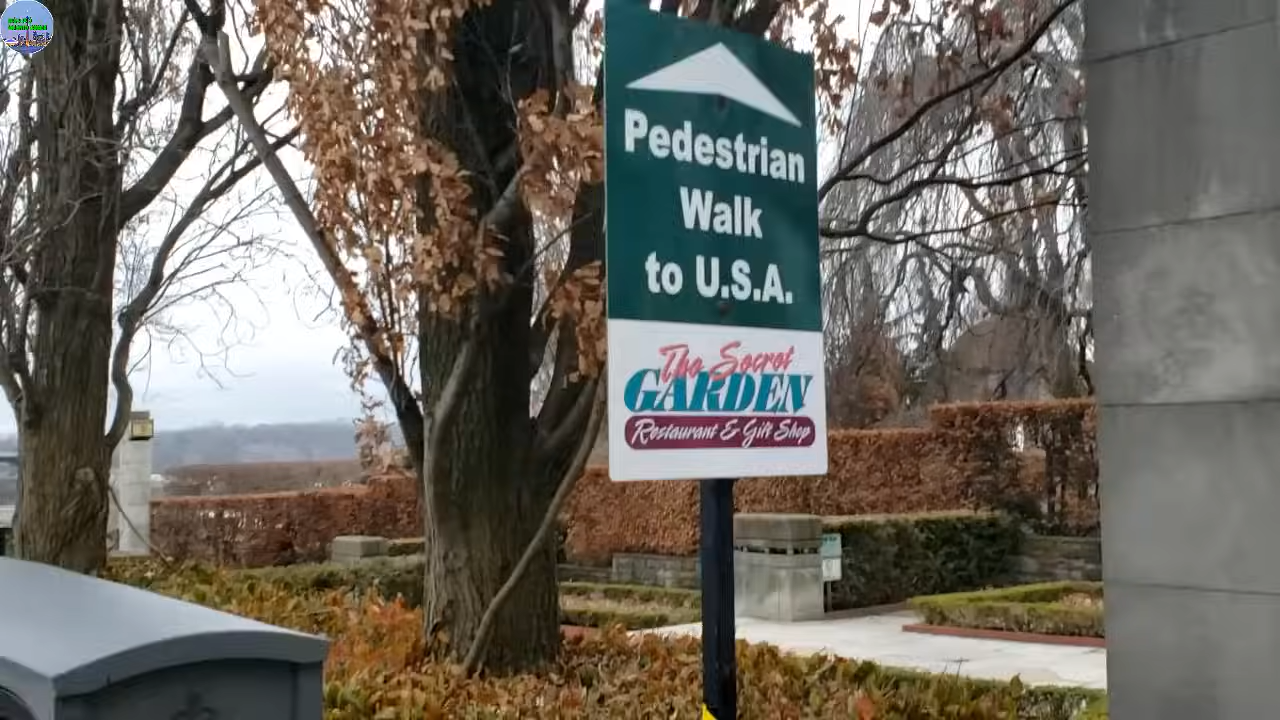 Pedestrian
Walk
to U.S.A.
The Secret
GARDEN
Restaurant & Gift Shop